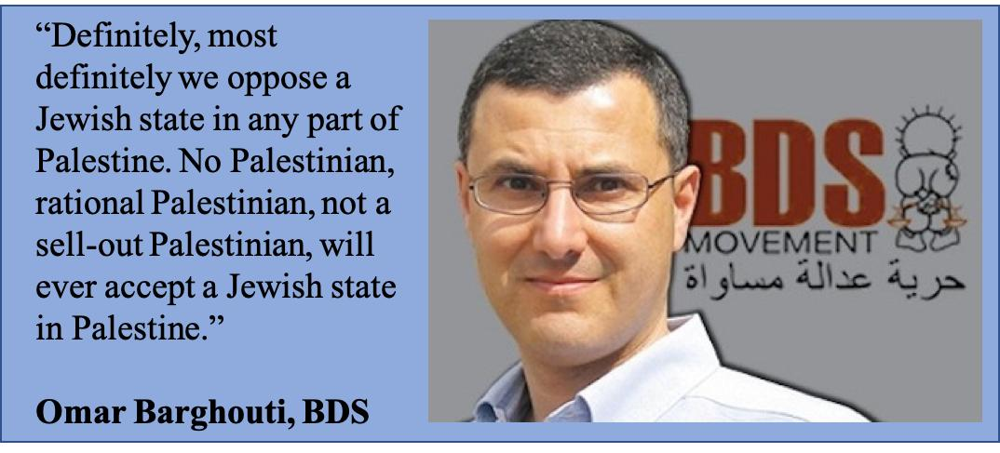 “Definitely, most
definitely we oppose a
Jewish state in any part of
Palestine. No Palestinian,
rational Palestinian, not a
sell-out Palestinian, will
ever accept a Jewish state
in Palestine.”
Omar Barghouti, BDS
BDS
MOVEMENT
حرية عدالة مساواة